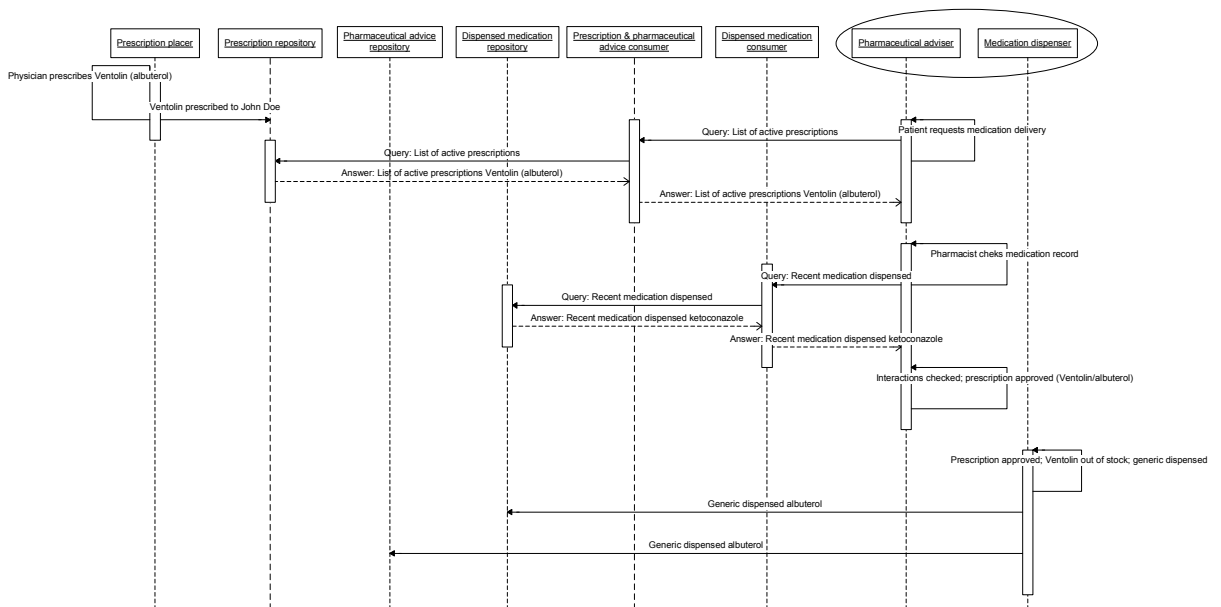 Prescription placer
Prescription repository
Pharmaceutical advice
repository
Dispensed medication
repository
Prescription & pharmaceutical
advice consumer
Dispensed medication
consumer
Pharmaceutical adviser
Medication dispenser
Physician prescribes Ventolin (albuterol)
Ventolin prescribed to John Doe
Patient requests medication delivery
Query: List of active prescriptions
Query: List of active prescriptions
Answer: List of active prescriptions Ventolin (albuterol)
Answer: List of active prescriptions Ventolin (albuterol)
Pharmacist cheks medication record
Query: Recent medication dispensed
Query: Recent medication dispensed
Answer: Recent medication dispensed ketoconazole
Answer: Recent medication dispensed ketoconazole
Interactions checked; prescription approved (Ventolin/albuterol)
Prescription approved; Ventolin out of stock; generic dispensed
Generic dispensed albuterol
Generic dispensed albuterol